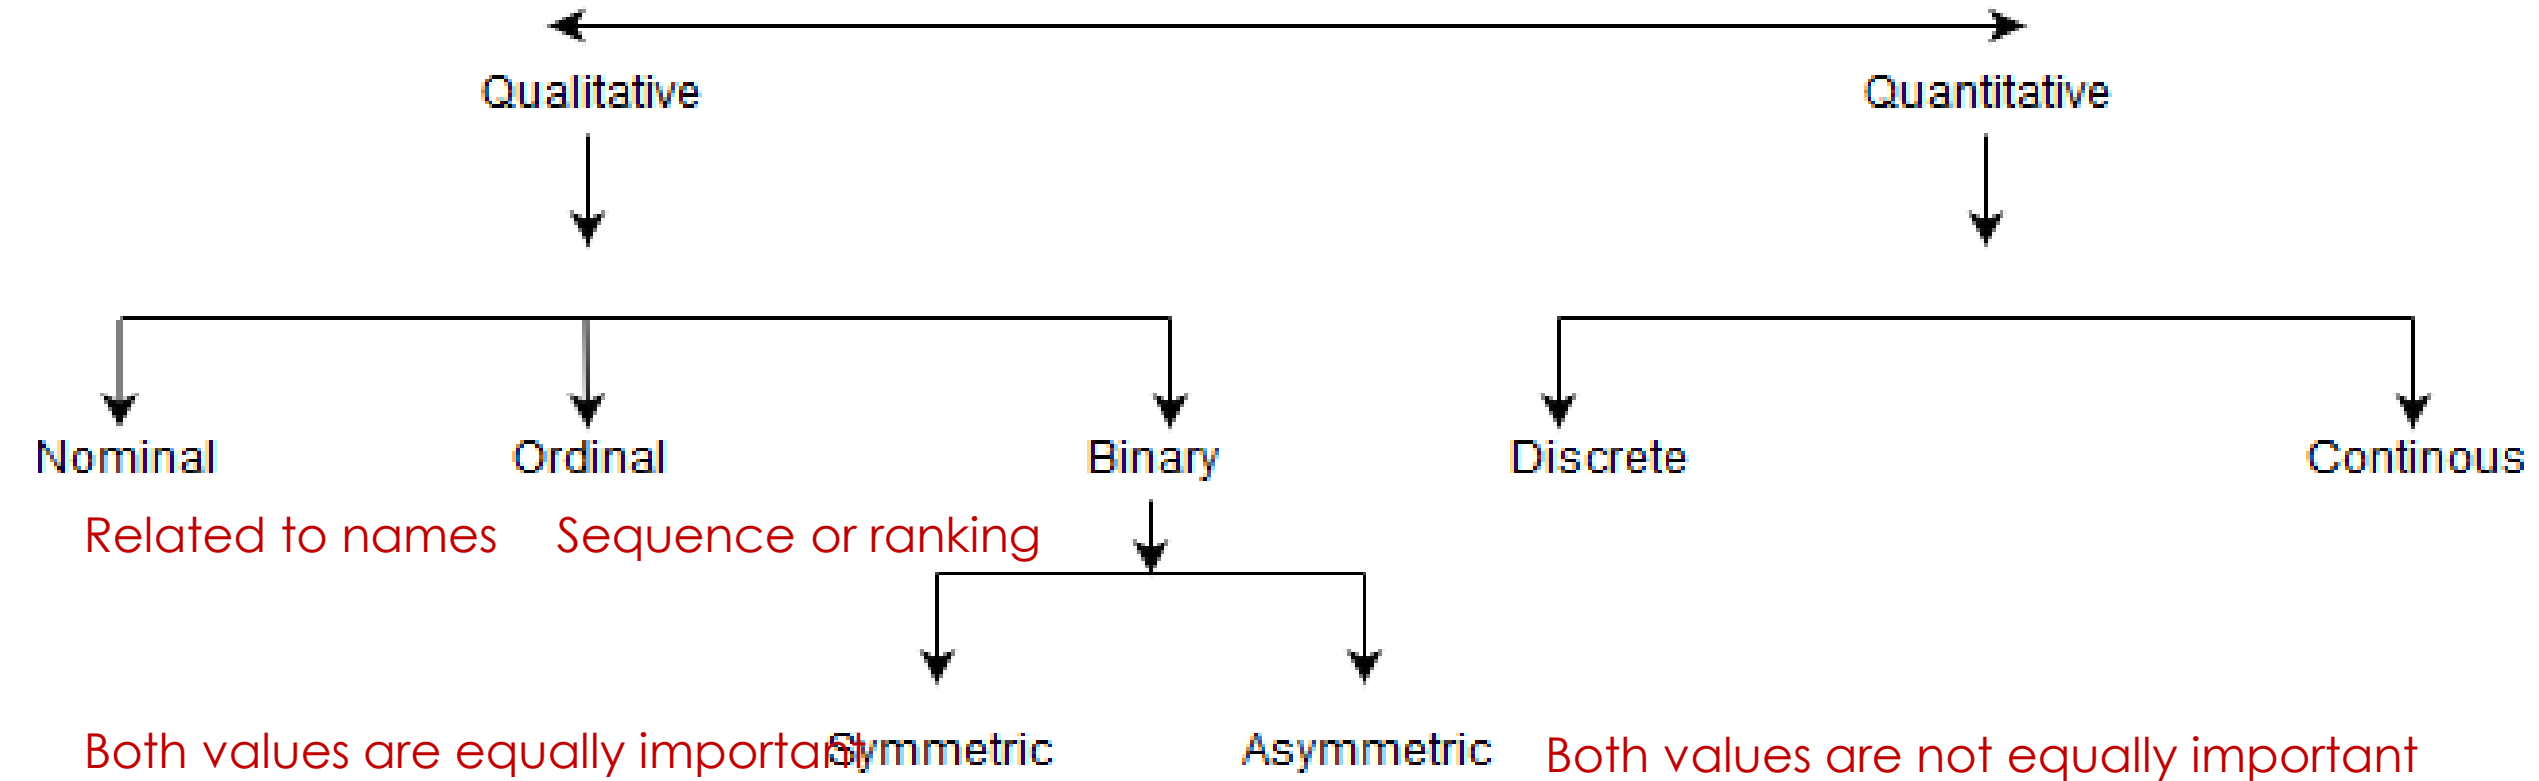 Qualitative Quantitative
Nominal Ordinal Binary Discrete Continous
Related to names Sequence or ranking
Both values are equally important Symmetric Asymmetric Both values are not equally important